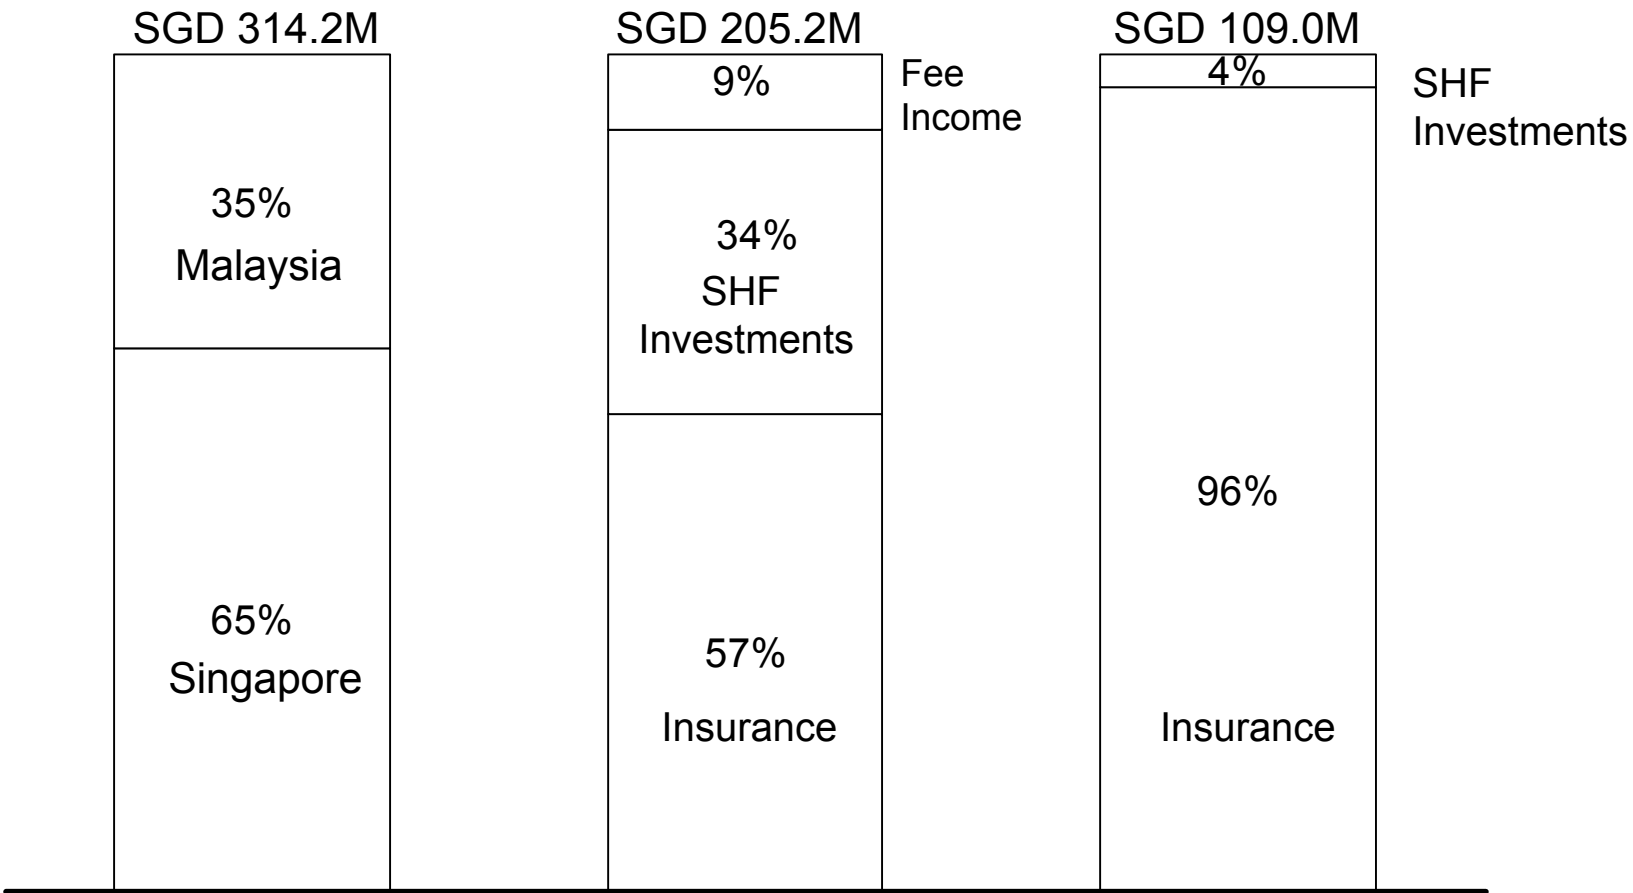 SGD 314.2M
35%
Malaysia
65%
Singapore
SGD 205.2M
9%
Fee
Income
34%
SHF
Investments
57%
Insurance
SGD 109.0M
4%
SHF
Investments
96%
Insurance